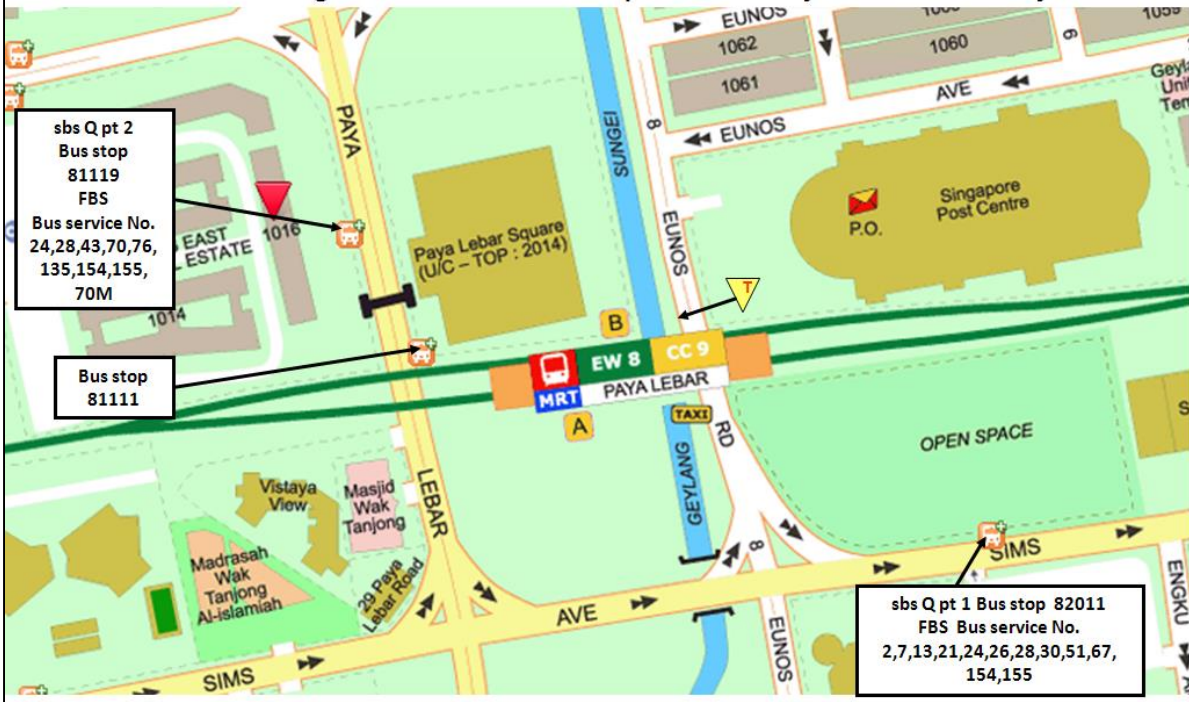 EUNOS
1062
1061
1060
1059
9
AVE
EUNOS
8
PAYA
SUNGEI
sbs Q pt 2
Bus stop
81119
FBS
Bus service No.
24,28,43,70,76,
135,154,155,
70M
EAST
ESTATE
1016
1014
Paya Lebar Square
(U/C – TOP : 2014)
EUNOS
P.O.
Singapore
Post Centre
T
B
EW 8
CC 9
MRT
PAYA LEBAR
A
TAXI
RD
Bus stop
81111
OPEN SPACE
S
LEBAR
GEYLANG
Vistaya
View
Masjid
Wak
Tanjong
Madrasah
Wak
Tanjong
Al-islamiah
29 Paya
Lebar Road
8
SIMS
AVE
SIMS
EUNOS
ENGKU
sbs Q pt 1 Bus stop 82011
FBS Bus service No.
2,7,13,21,24,26,28,30,51,67,
154,155